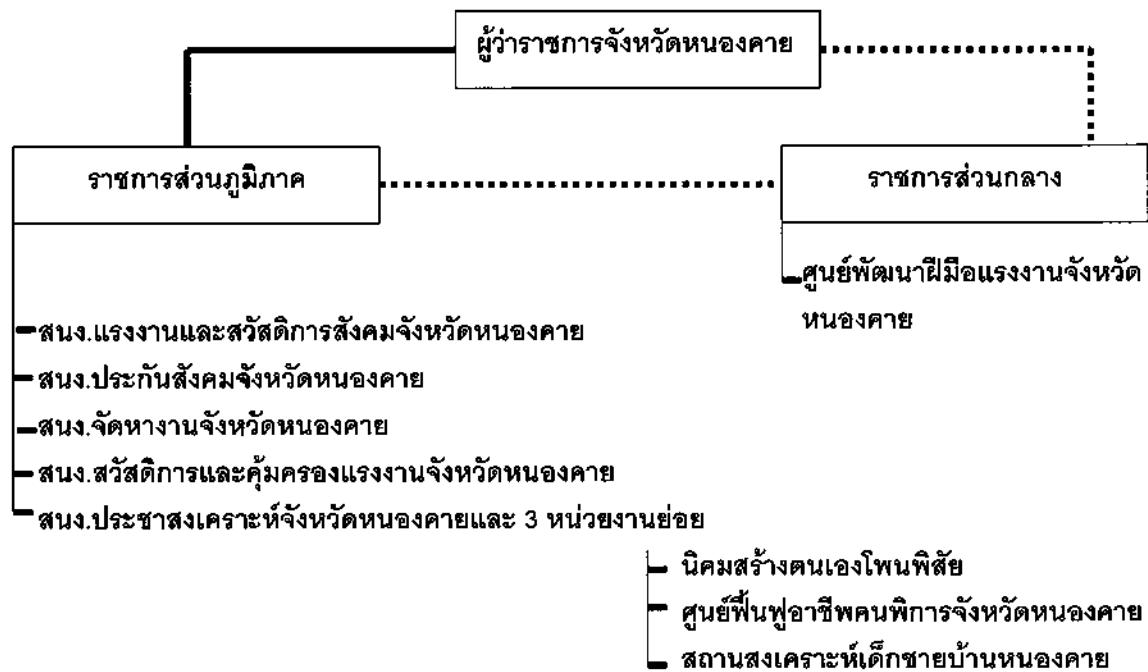 ผู้ว่าราชการจังหวัดหนองคาย
ราชการส่วนภูมิภาค
ราชการส่วนกลาง
ศูนย์พัฒนาฝีมือแรงงานจังหวัด
หนองคาย
สนง.แรงงานและสวัสดิการสังคมจังหวัดหนองคาย
สนง.ประกันสังคมจังหวัดหนองคาย
สนง.จัดหางานจังหวัดหนองคาย
สนง.สวัสดิการและคุ้มครองแรงงานจังหวัดหนองคาย
สนง.ประชาสงเคราะห์จังหวัดหนองคายและ 3 หน่วยงานย่อย
นิคมสร้างตนเองโพนพิสัย
ศูนย์ฟื้นฟูอาชีพคนพิการจังหวัดหนองคาย
สถานสงเคราะห์เด็กชายบ้านหนองคาย